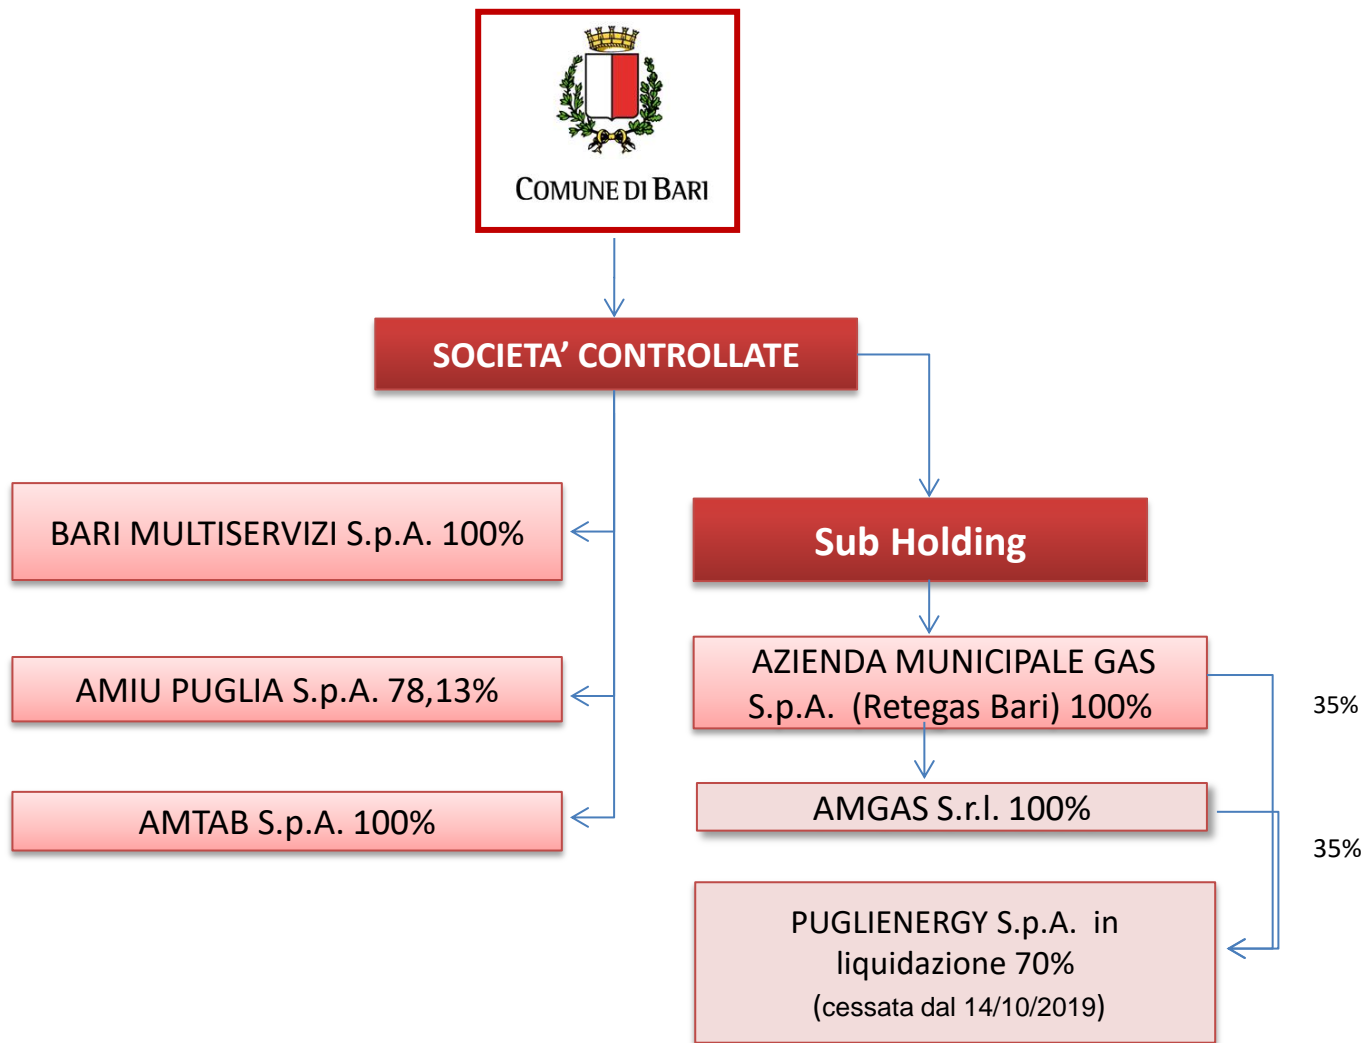 COMUNE DI BARI
SOCIETA’ CONTROLLATE
BARI MULTISERVIZI S.p.A. 100%
AMIU PUGLIA S.p.A. 78,13%
AMTAB S.p.A. 100%
Sub Holding
AZIENDA MUNICIPALE GAS
S.p.A. (Retegas Bari) 100%
35%
AMGAS S.r.l. 100%
35%
PUGLIENERGY S.p.A. in
liquidazione 70%
(cessata dal 14/10/2019)